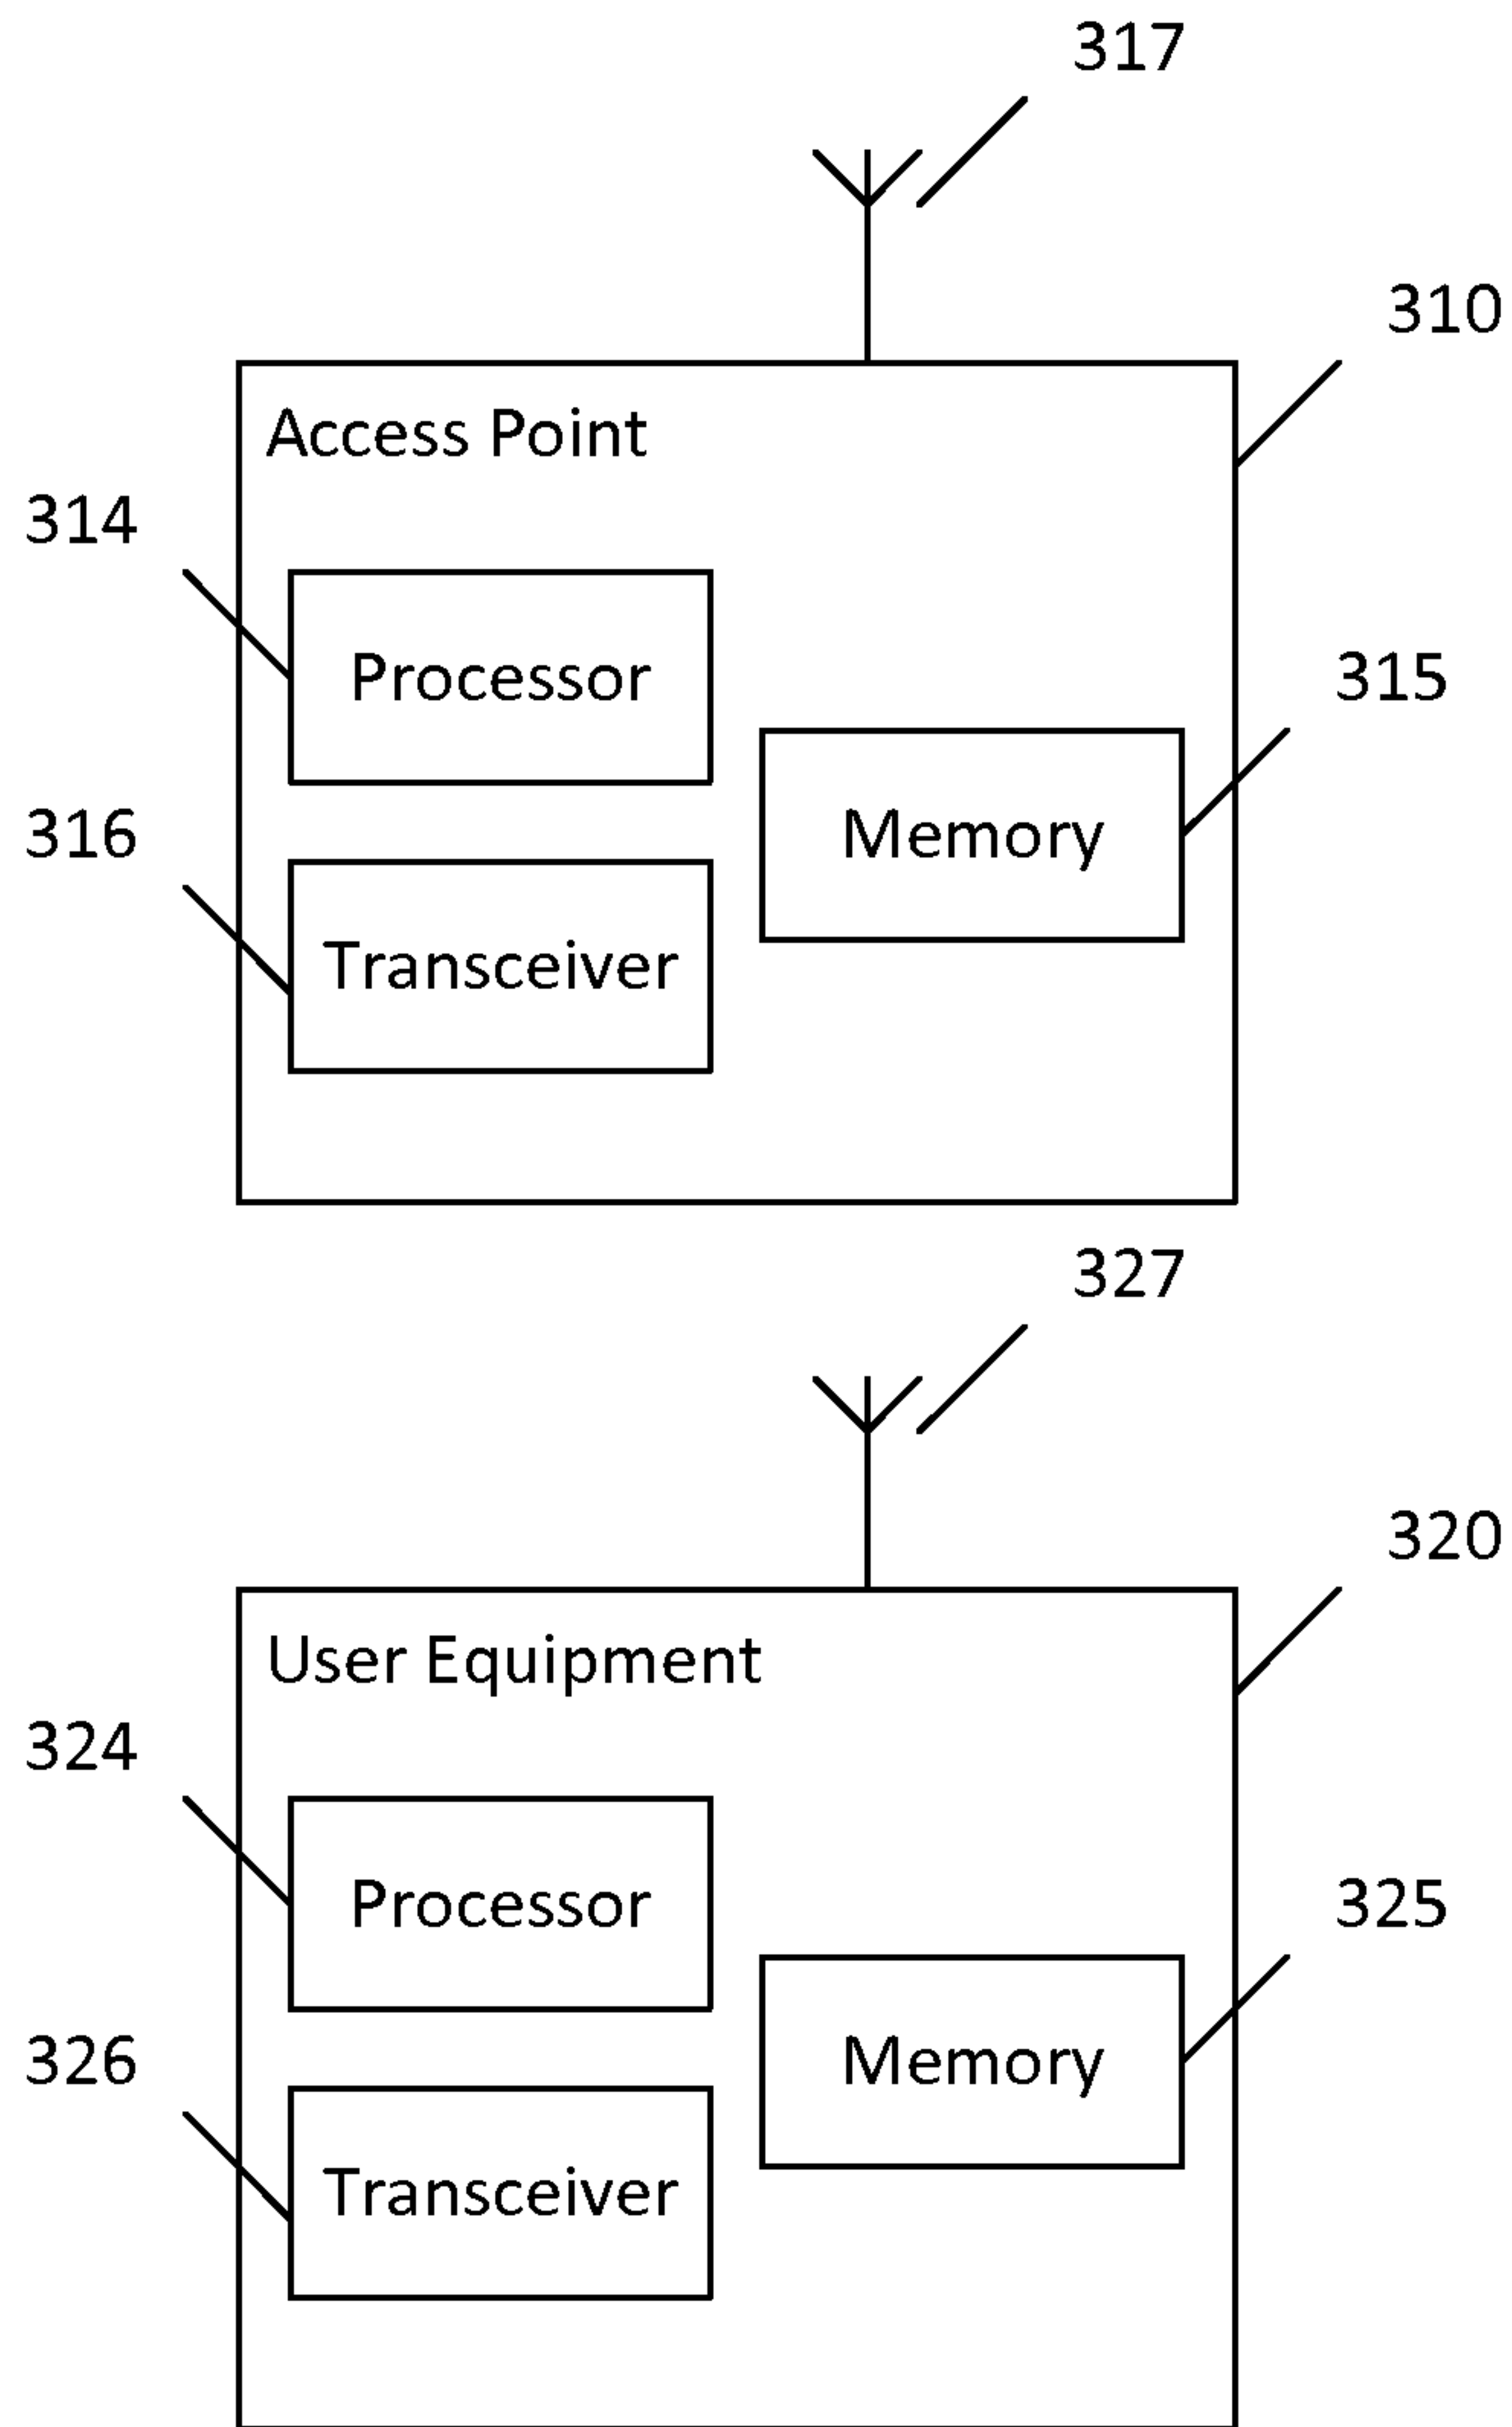 317
310
Access Point
314
Processor
315
316
Memory
Transceiver
327
320
User Equipment
324
Processor
325
326
Memory
Transceiver